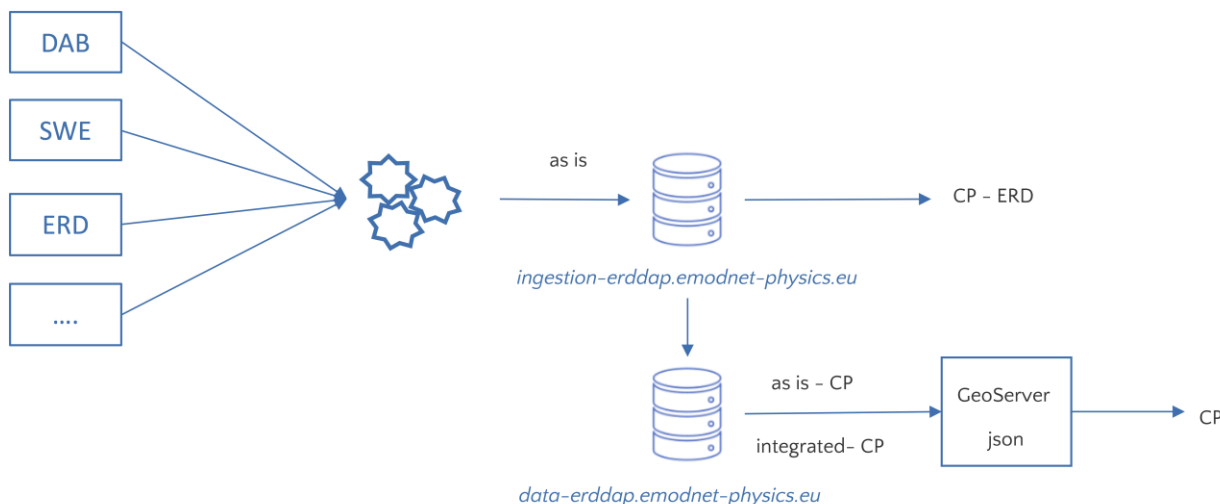 DAB
SWE
ERD
....
as is
CP - ERD
ingestion-erddap.emodnet-physics.eu
as is - CP
integrated- CP
GeoServer
json
CP
data-erddap.emodnet-physics.eu